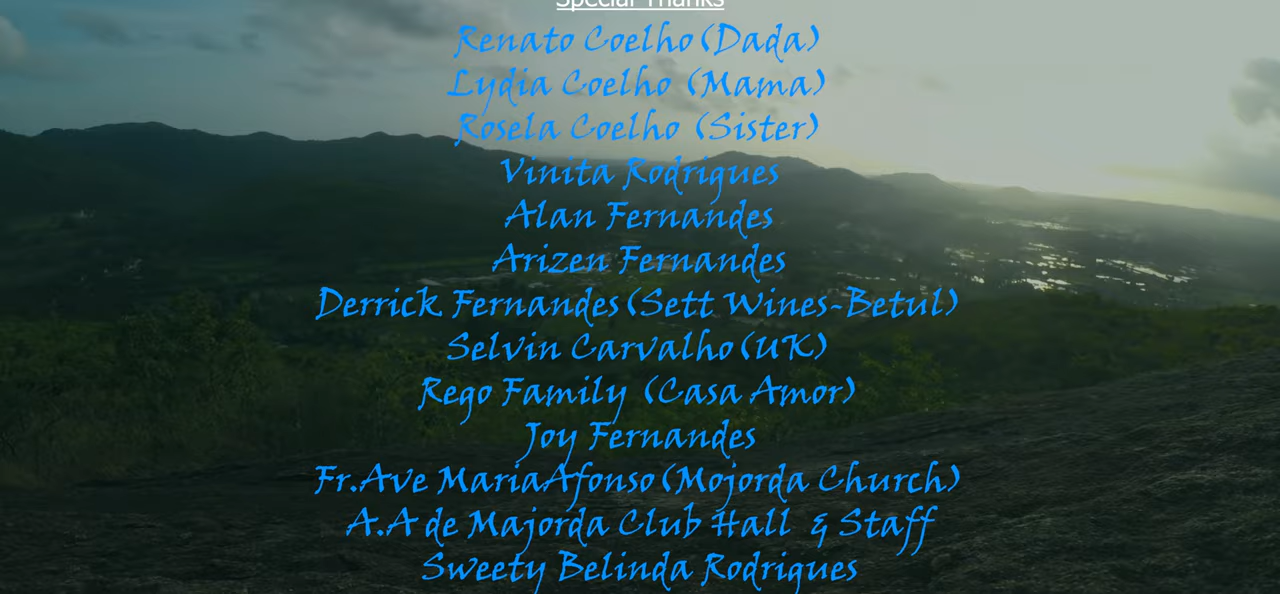 Special Thanks
Renato Coelho (Dada)
Lydia Coelho (Mama)
Rosela Coelho (Sister)
Vinita Rodrigues
Alan Fernandes
Arizen Fernandes
Derrick Fernandes (Sett Wines-Betul)
Selvin Carvalho (UK)
Rego Family (Casa Amor)
Joy Fernandes
Fr.Ave MariaAfonso (Mojorda Church)
A.A de Majorda Club Hall & Staff
Sweety Belinda Rodrigues